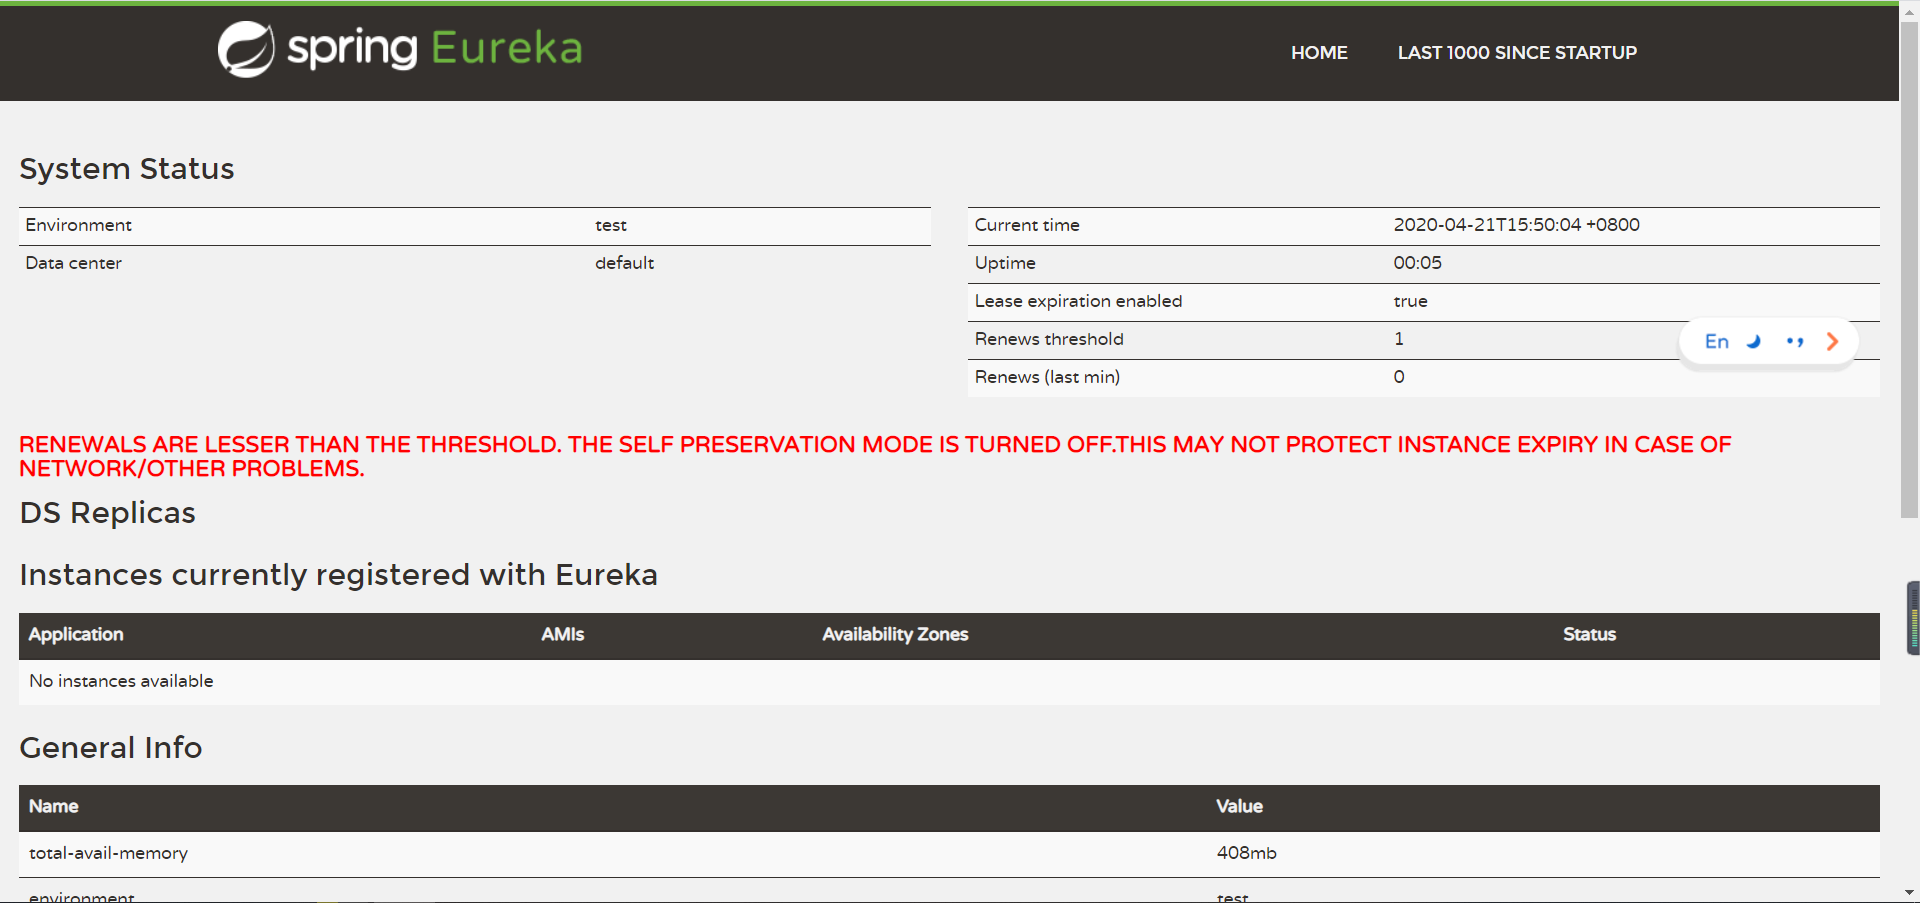 spring Eureka
HOME LAST 1000 SINCE STARTUP
System Status
Environment test
Data center default
Current time 2020-04-21T15:50:04 +0800
Uptime 00:05
Lease expiration enabled true
Renews threshold 1
Renews (last min) 0
En
RENEWALS ARE LESSER THAN THE THRESHOLD. THE SELF PRESERVATION MODE IS TURNED OFF.THIS MAY NOT PROTECT INSTANCE EXPIRY IN CASE OF
NETWORK/OTHER PROBLEMS.
DS Replicas
Instances currently registered with Eureka
Application AMIs Availability Zones Status
No instances available
General Info
Name Value
total-avail-memory 408mb
environment test